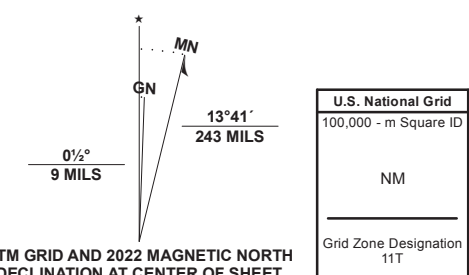 ★
MN
GN
13°41´
243 MILS
0½°
9 MILS
TM GRID AND 2022 MAGNETIC NORTH
DECLINATION AT CENTER OF SHEET
U.S. National Grid
100,000 - m Square ID
NM
Grid Zone Designation
11T